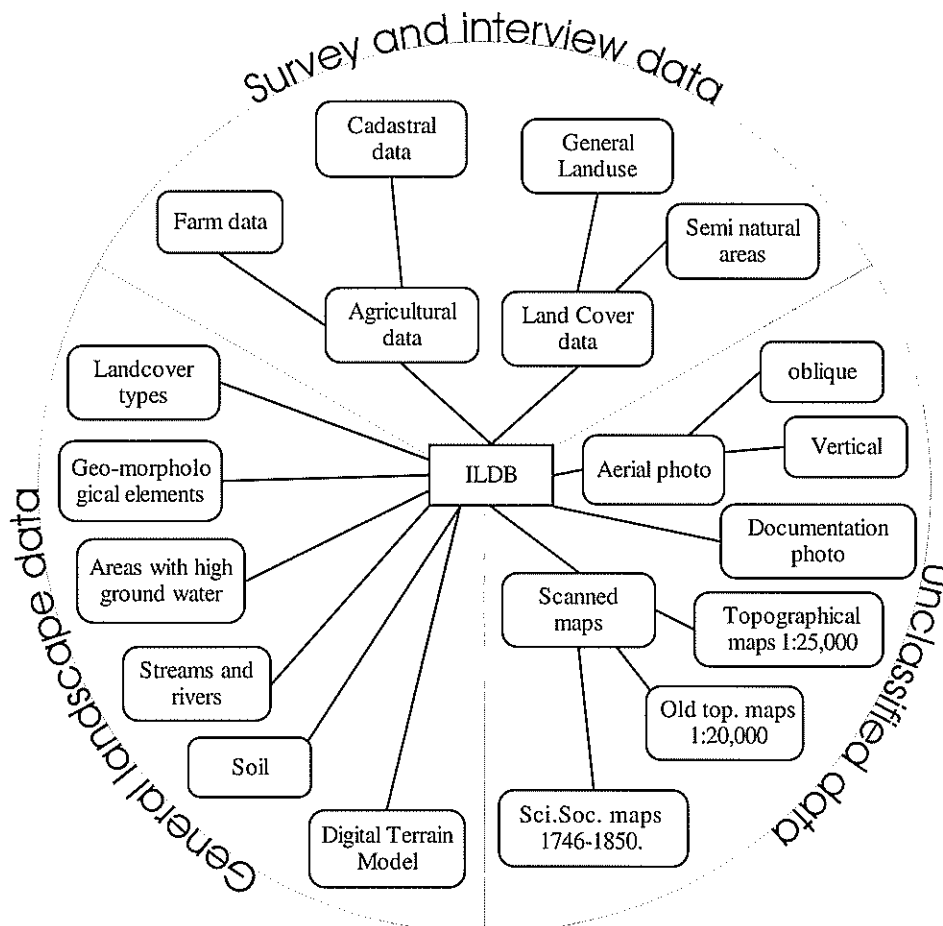 Survey and interview data
Cadastral
data
General
Landuse
Farm data
Semi natural
areas
Agricultural
data
Land Cover
data
Landcover
types
oblique
Geo-morpholo
gical elements
ILDB
Aerial photo
Vertical
Areas with high
ground water
Documentation
photo
Scanned
maps
Topographical
maps 1:25,000
Streams and
rivers
Old top. maps
1:20,000
Soil
Digital Terrain
Model
Sci.Soc. maps
1746-1850.
General landscape data
Unclassified data